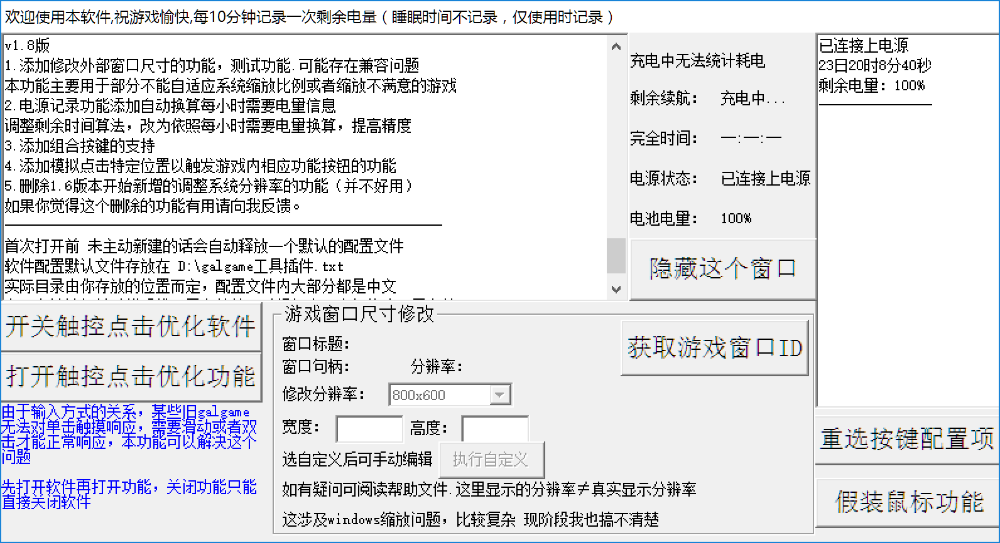 欢迎使用本软件,祝游戏愉快,每10分钟记录一次剩余电量（睡眠时间不记录，仅使用时记录）
v1.8版
1.添加修改外部窗口尺寸的功能，测试功能.可能存在兼容问题
本功能主要用于部分不能自适应系统缩放比例或者缩放不满意的游戏
2.电源记录功能添加自动换算每小时需要电量信息
调整剩余时间算法，改为依照每小时需要电量换算，提高精度
3.添加组合按键的支持
4.添加模拟点击特定位置以触发游戏内相应功能按钮的功能
5.删除1.6版本开始新增的调整系统分辨率的功能（并不好用）
如果你觉得这个删除的功能有用请向我反馈。
首次打开前 未主动新建的话会自动释放一个默认的配置文件
软件配置默认文件存放在 D:\galgame工具插件.txt
实际目录由你存放的位置而定，配置文件内大部分都是中文
充电中无法统计耗电
剩余续航： 充电中...
完全时间： —:—:—
电源状态： 已连接上电源
电池电量： 100%
隐藏这个窗口
已连接上电源
23日20时8分40秒
剩余电量：100%
开关触控点击优化软件
打开触控点击优化功能
由于输入方式的关系，某些旧galgame
无法对单击触摸响应，需要滑动或者双
击才能正常响应，本功能可以解决这个
问题
先打开软件再打开功能，关闭功能只能
直接关闭软件
游戏窗口尺寸修改
窗口标题：
窗口句柄： 分辨率：
获取游戏窗口ID
修改分辨率： 800x600
宽度： 高度：
选自定义后可手动编辑 执行自定义
如有疑问可阅读帮助文件.这里显示的分辨率≠真实显示分辨率
这涉及windows缩放问题，比较复杂 现阶段我也搞不清楚
重选按键配置项
假装鼠标功能